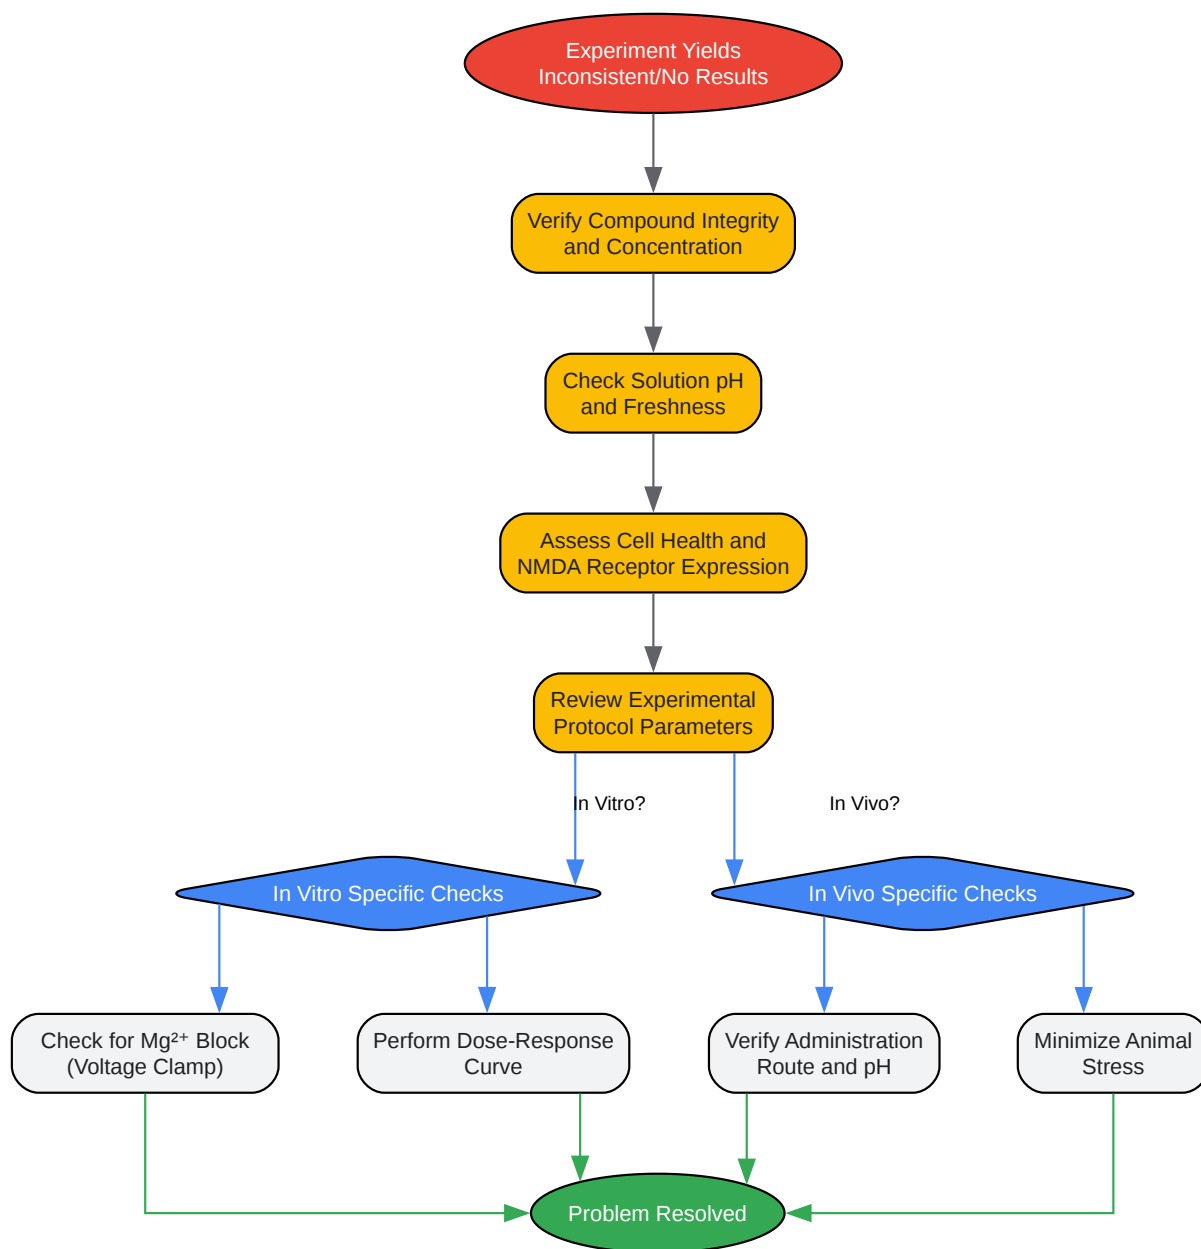 Experiment Yields
Inconsistent/No Results
Verify Compound Integrity
and Concentration
Check Solution pH
and Freshness
Assess Cell Health and
NMDA Receptor Expression
Review Experimental
Protocol Parameters
In Vitro?
In Vivo?
In Vitro Specific Checks
In Vivo Specific Checks
Check for Mg²⁺ Block
(Voltage Clamp)
Perform Dose-Response
Curve
Verify Administration
Route and pH
Minimize Animal
Stress
Problem Resolved